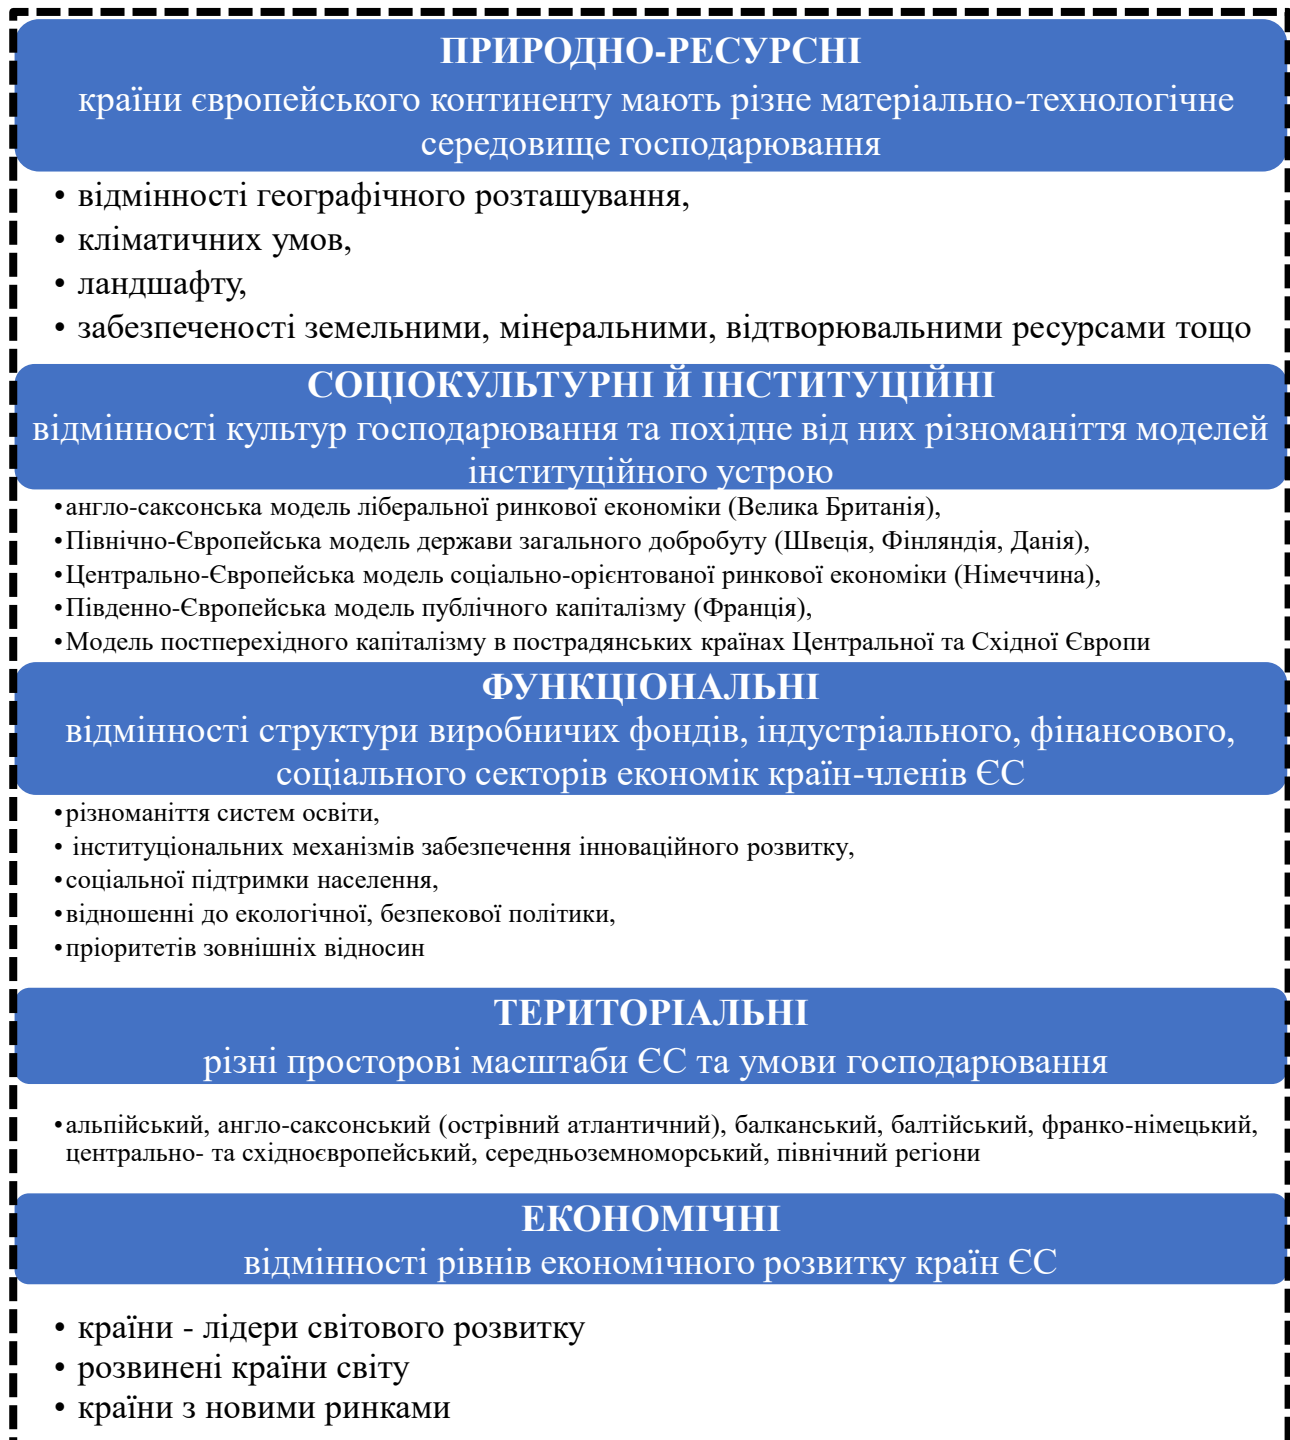 ПРИРОДНО-РЕСУРСНІ
країни європейського континенту мають різне матеріально-технологічне
середовище господарювання
• відмінності географічного розташування,
• кліматичних умов,
• ландшафту,
• забезпеченості земельними, мінеральними, відтворювальними ресурсами тощо
СОЦІОКУЛЬТУРНІ Й ІНСТИТУЦІЙНІ
відмінності культур господарювання та похідне від них різноманіття моделей
інституційного устрою
•англо-саксонська модель ліберальної ринкової економіки (Велика Британія),
•Північно-Європейська модель держави загального добробуту (Швеція, Фінляндія, Данія),
•Центрально-Європейська модель соціально-орієнтованої ринкової економіки (Німеччина),
•Південно-Європейська модель публічного капіталізму (Франція),
•Модель постперехідного капіталізму в пострадянських країнах Центральної та Східної Європи
ФУНКЦІОНАЛЬНІ
відмінності структури виробничих фондів, індустріального, фінансового,
соціального секторів економік країн-членів ЄС
•різноманіття систем освіти,
• інституціональних механізмів забезпечення інноваційного розвитку,
•соціальної підтримки населення,
•відношенні до екологічної, безпекової політики,
•пріоритетів зовнішніх відносин
ТЕРИТОРІАЛЬНІ
різні просторові масштаби ЄС та умови господарювання
•альпійський, англо-саксонський (острівний атлантичний), балканський, балтійський, франко-німецький,
центрально- та східноєвропейський, середньоземноморський, північний регіони
ЕКОНОМІЧНІ
відмінності рівнів економічного розвитку країн ЄС
• країни - лідери світового розвитку
• розвинені країни світу
• країни з новими ринками